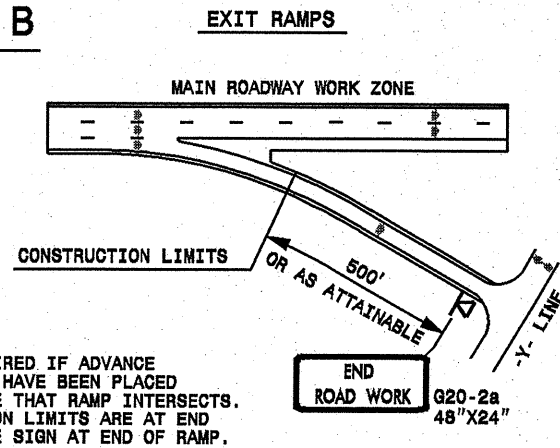 B
EXIT RAMPS
MAIN ROADWAY WORK ZONE
CONSTRUCTION LIMITS
500'
OR AS ATTAINABLE
-Y- LINE
END
ROAD WORK
G20-2a
48"X24"
IRED IF ADVANCE
HAVE BEEN PLACED
E THAT RAMP INTERSECTS.
ON LIMITS ARE AT END
E SIGN AT END OF RAMP.